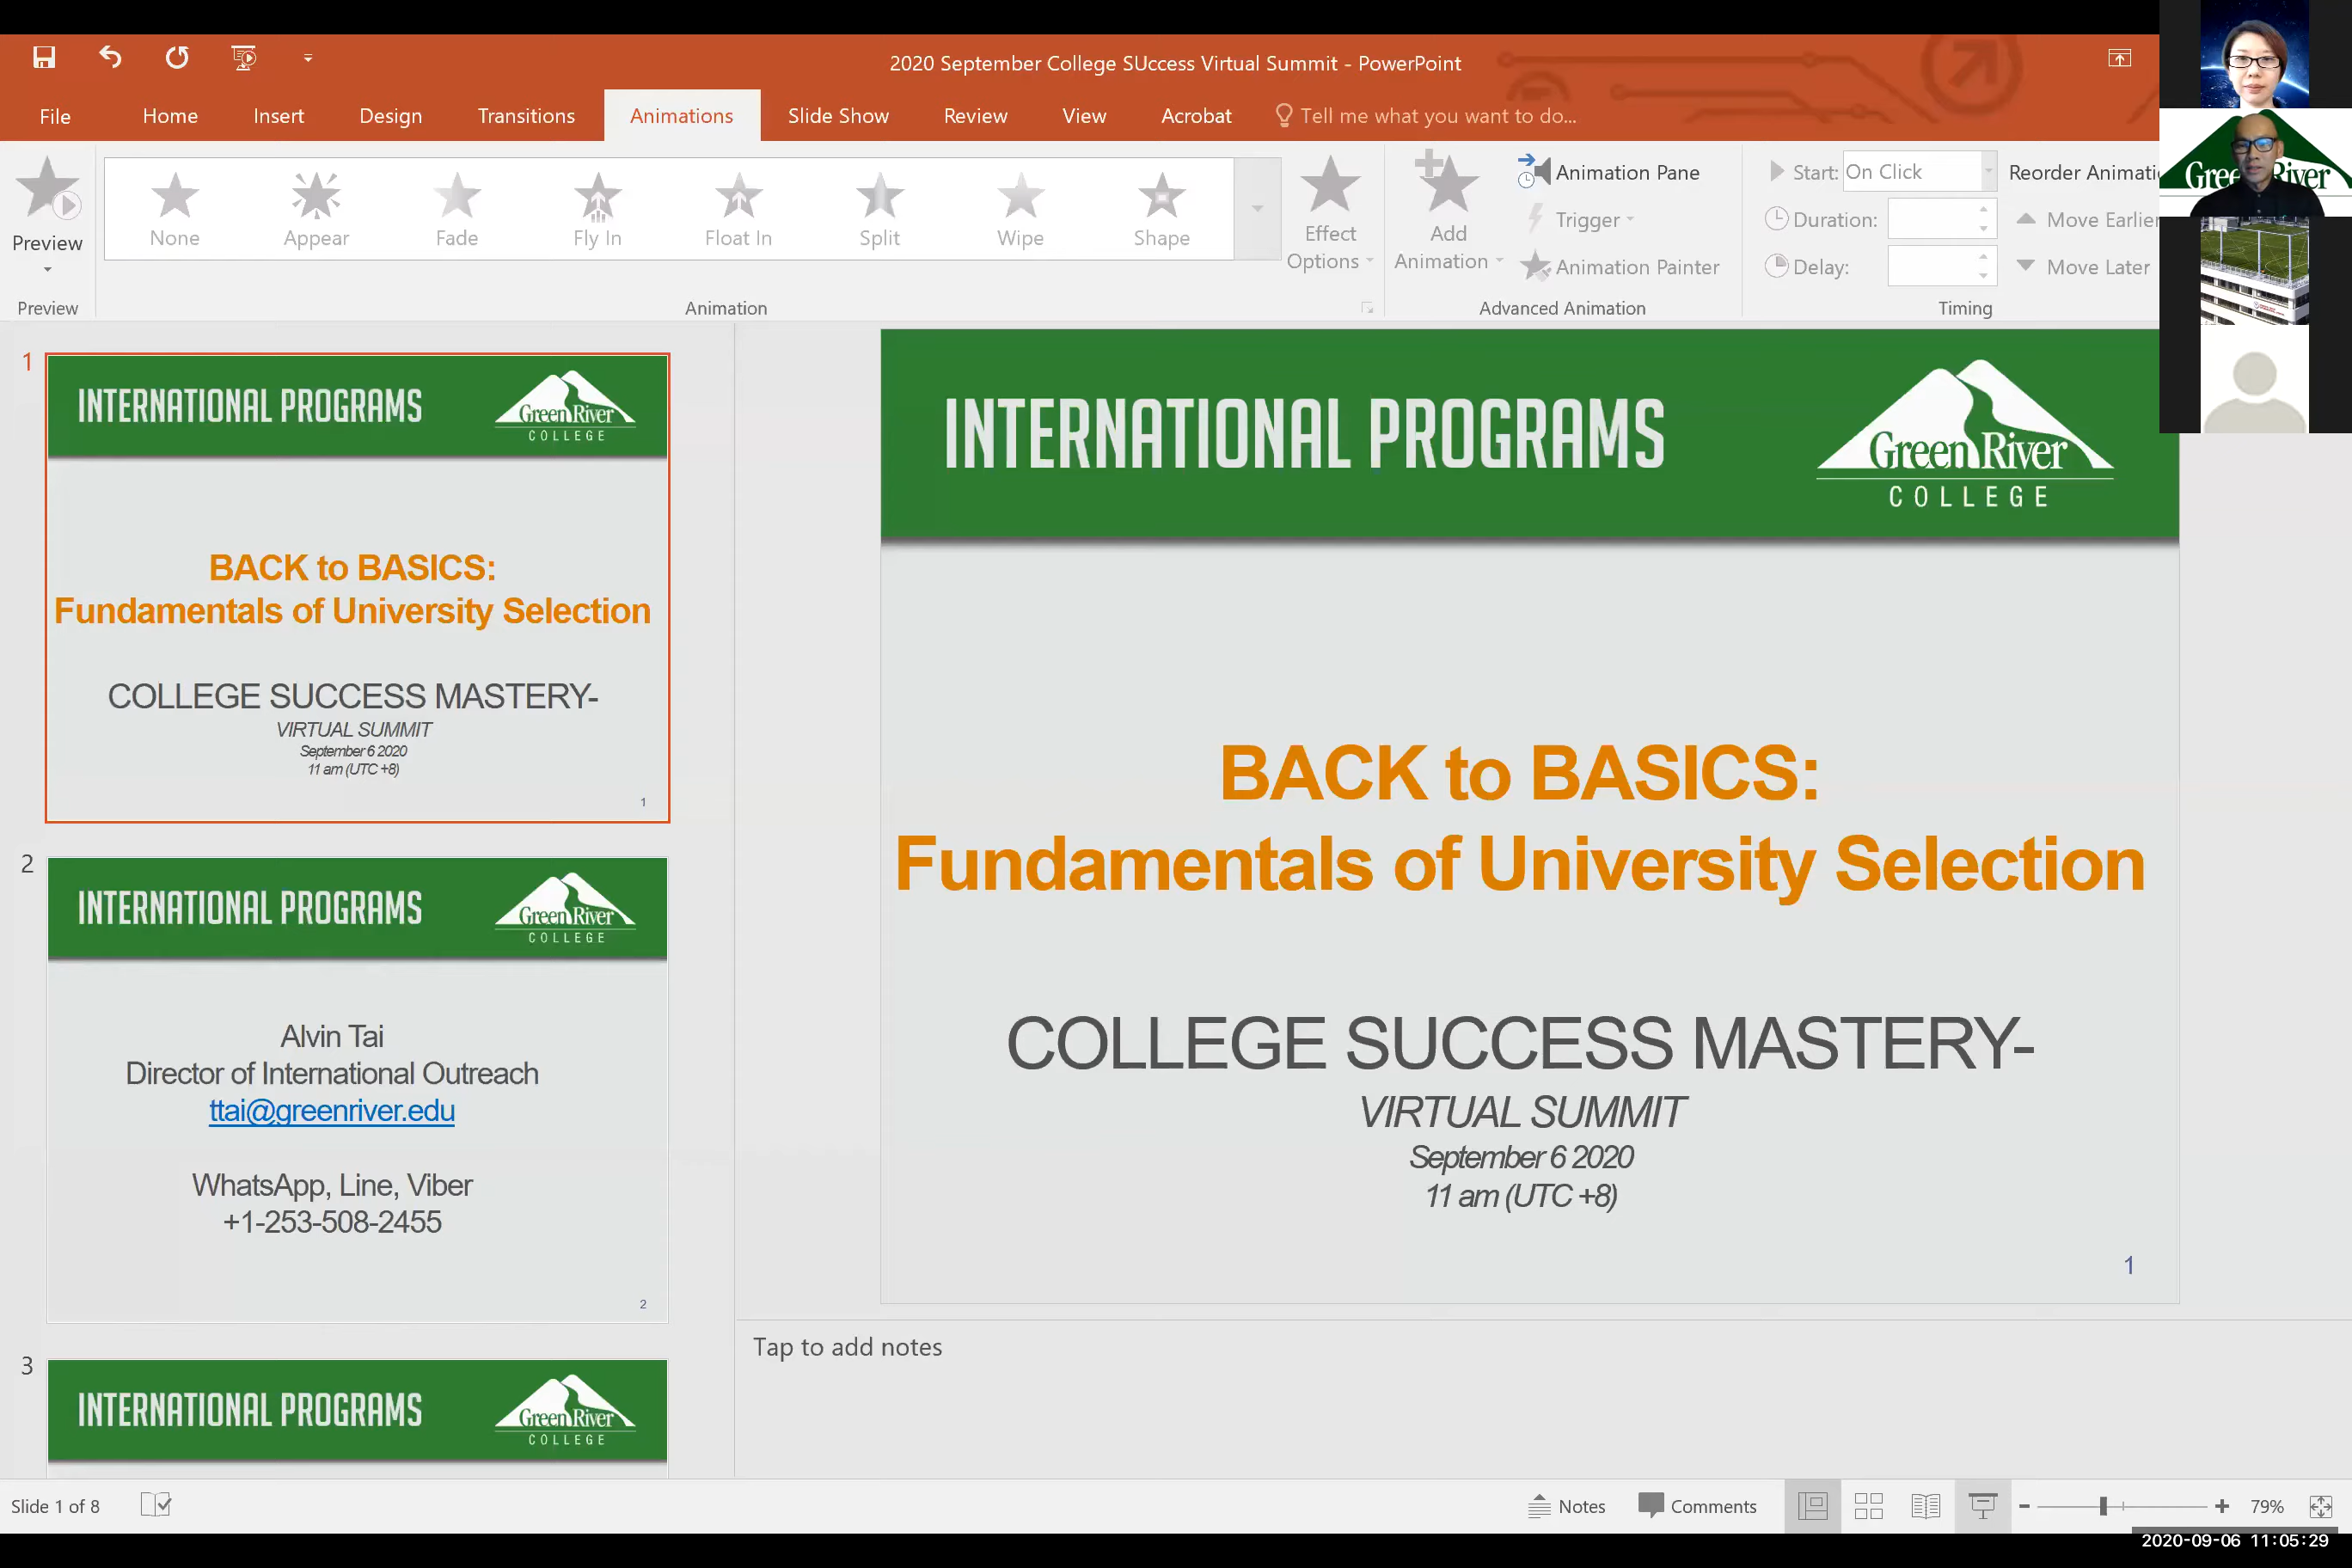 2020 September College SUccess Virtual Summit - PowerPoint
File Home Insert Design Transitions Animations Slide Show Review View Acrobat Tell me what you want to do...
Preview
None Appear Fade Fly In Float In Split Wipe Shape
Effect Options
Add Animation
Animation Pane
Trigger
Animation Painter
Start: On Click
Duration:
Delay:
Reorder Animati
Move Earlier
Move Later
Preview Animation Advanced Animation Timing
Green River
1
INTERNATIONAL PROGRAMS
Green River
COLLEGE
BACK to BASICS:
Fundamentals of University Selection
COLLEGE SUCCESS MASTERY-
VIRTUAL SUMMIT
September 6 2020
11 am (UTC +8)
1
2
INTERNATIONAL PROGRAMS
Green River
COLLEGE
Alvin Tai
Director of International Outreach
ttai@greenriver.edu
WhatsApp, Line, Viber
+1-253-508-2455
2
3
INTERNATIONAL PROGRAMS
Green River
COLLEGE
INTERNATIONAL PROGRAMS
Green River
COLLEGE
BACK to BASICS:
Fundamentals of University Selection
COLLEGE SUCCESS MASTERY-
VIRTUAL SUMMIT
September 6 2020
11 am (UTC +8)
1
Tap to add notes
Slide 1 of 8
Notes Comments 79%
2020-09-06 11:05:29